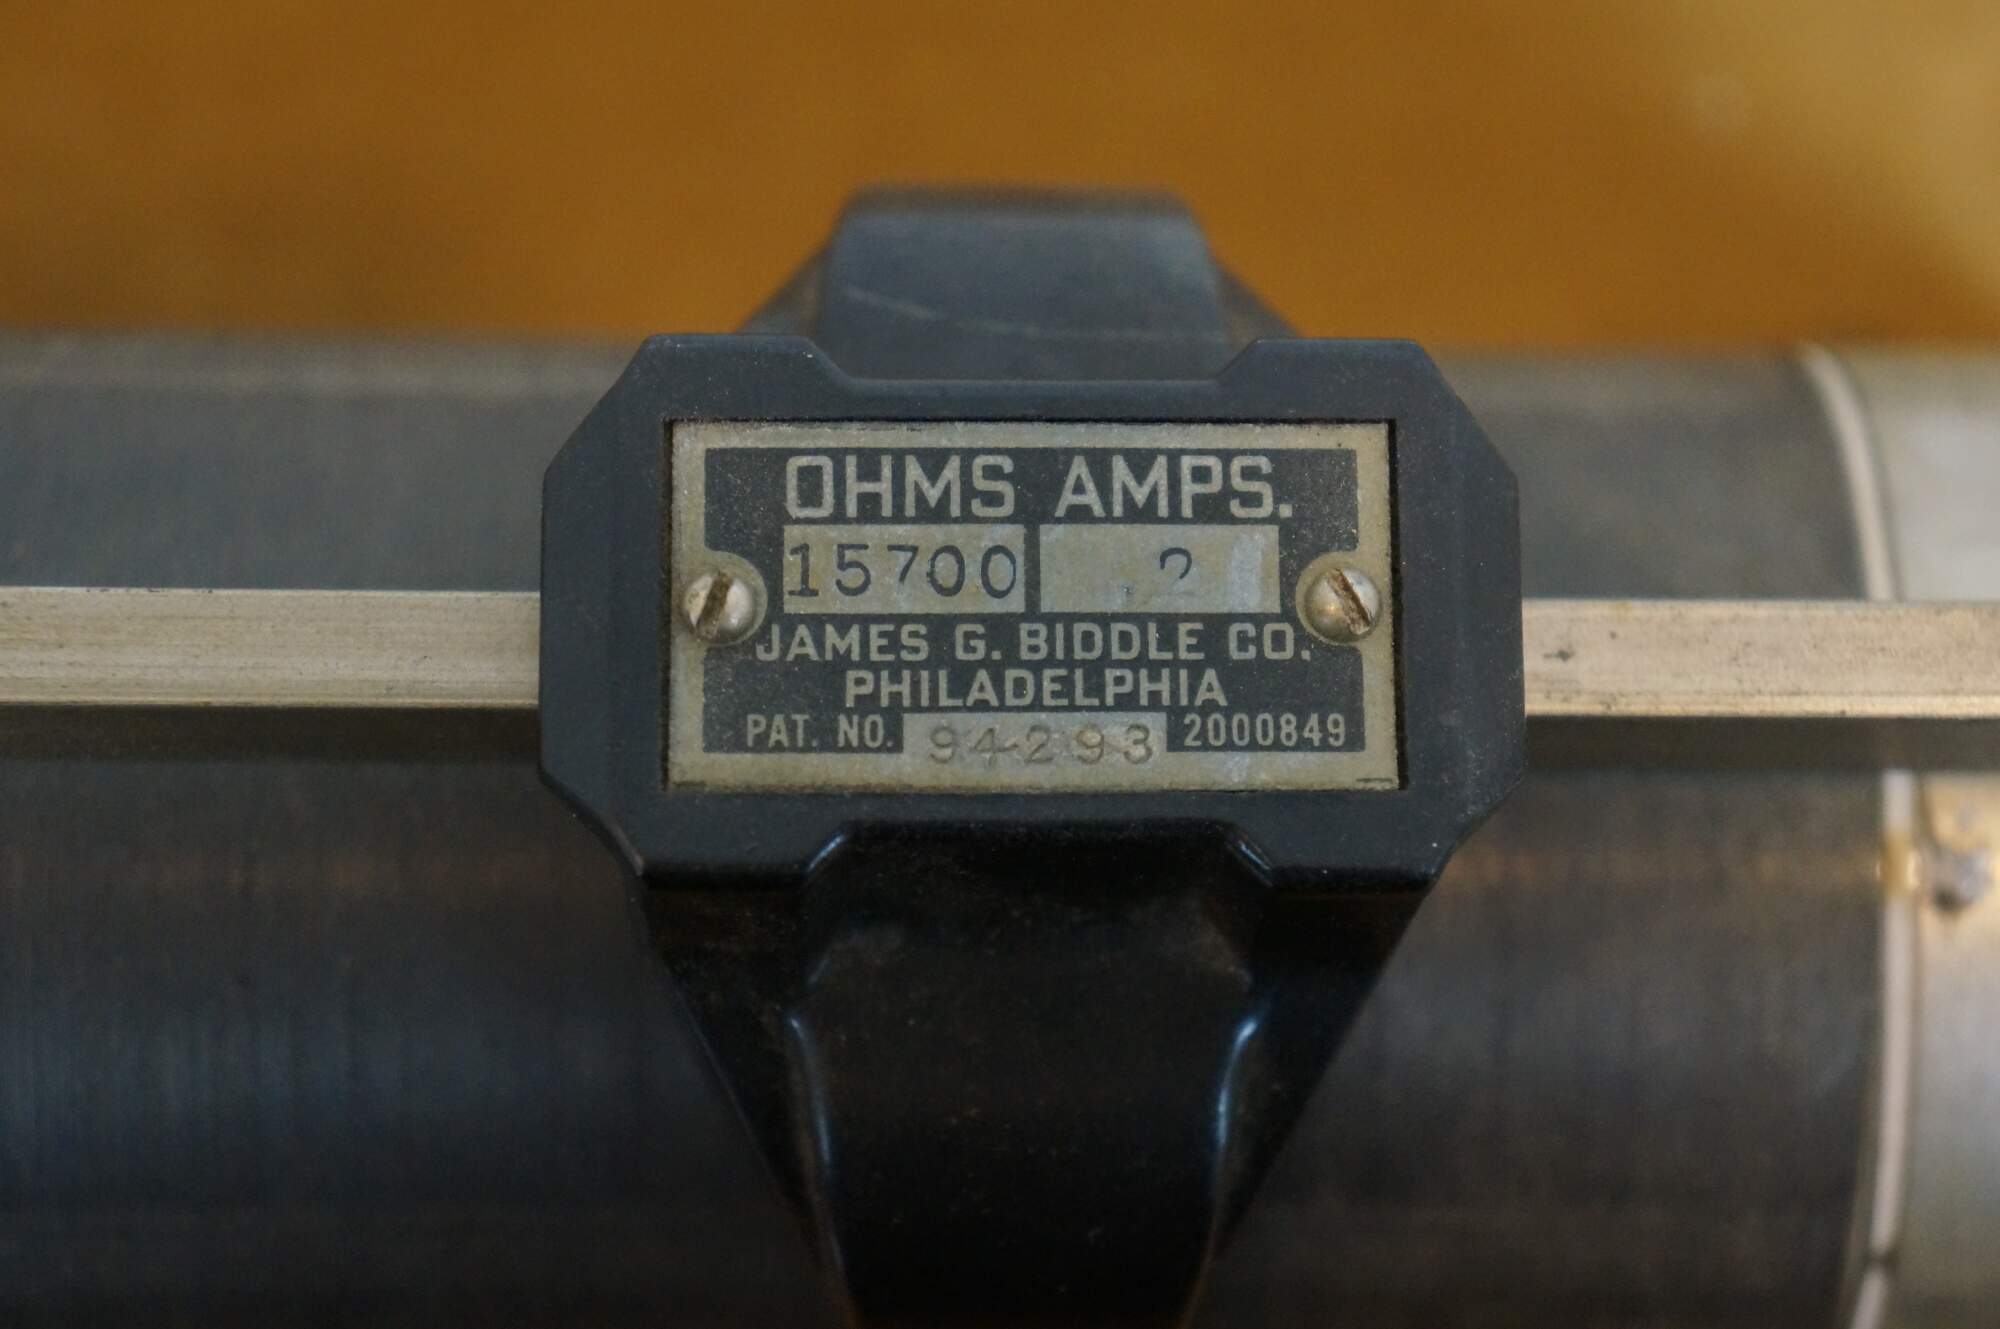 OHMS AMPS.
15700 .2
JAMES G. BIDDLE CO.
PHILADELPHIA
PAT. NO. 94293 2000849